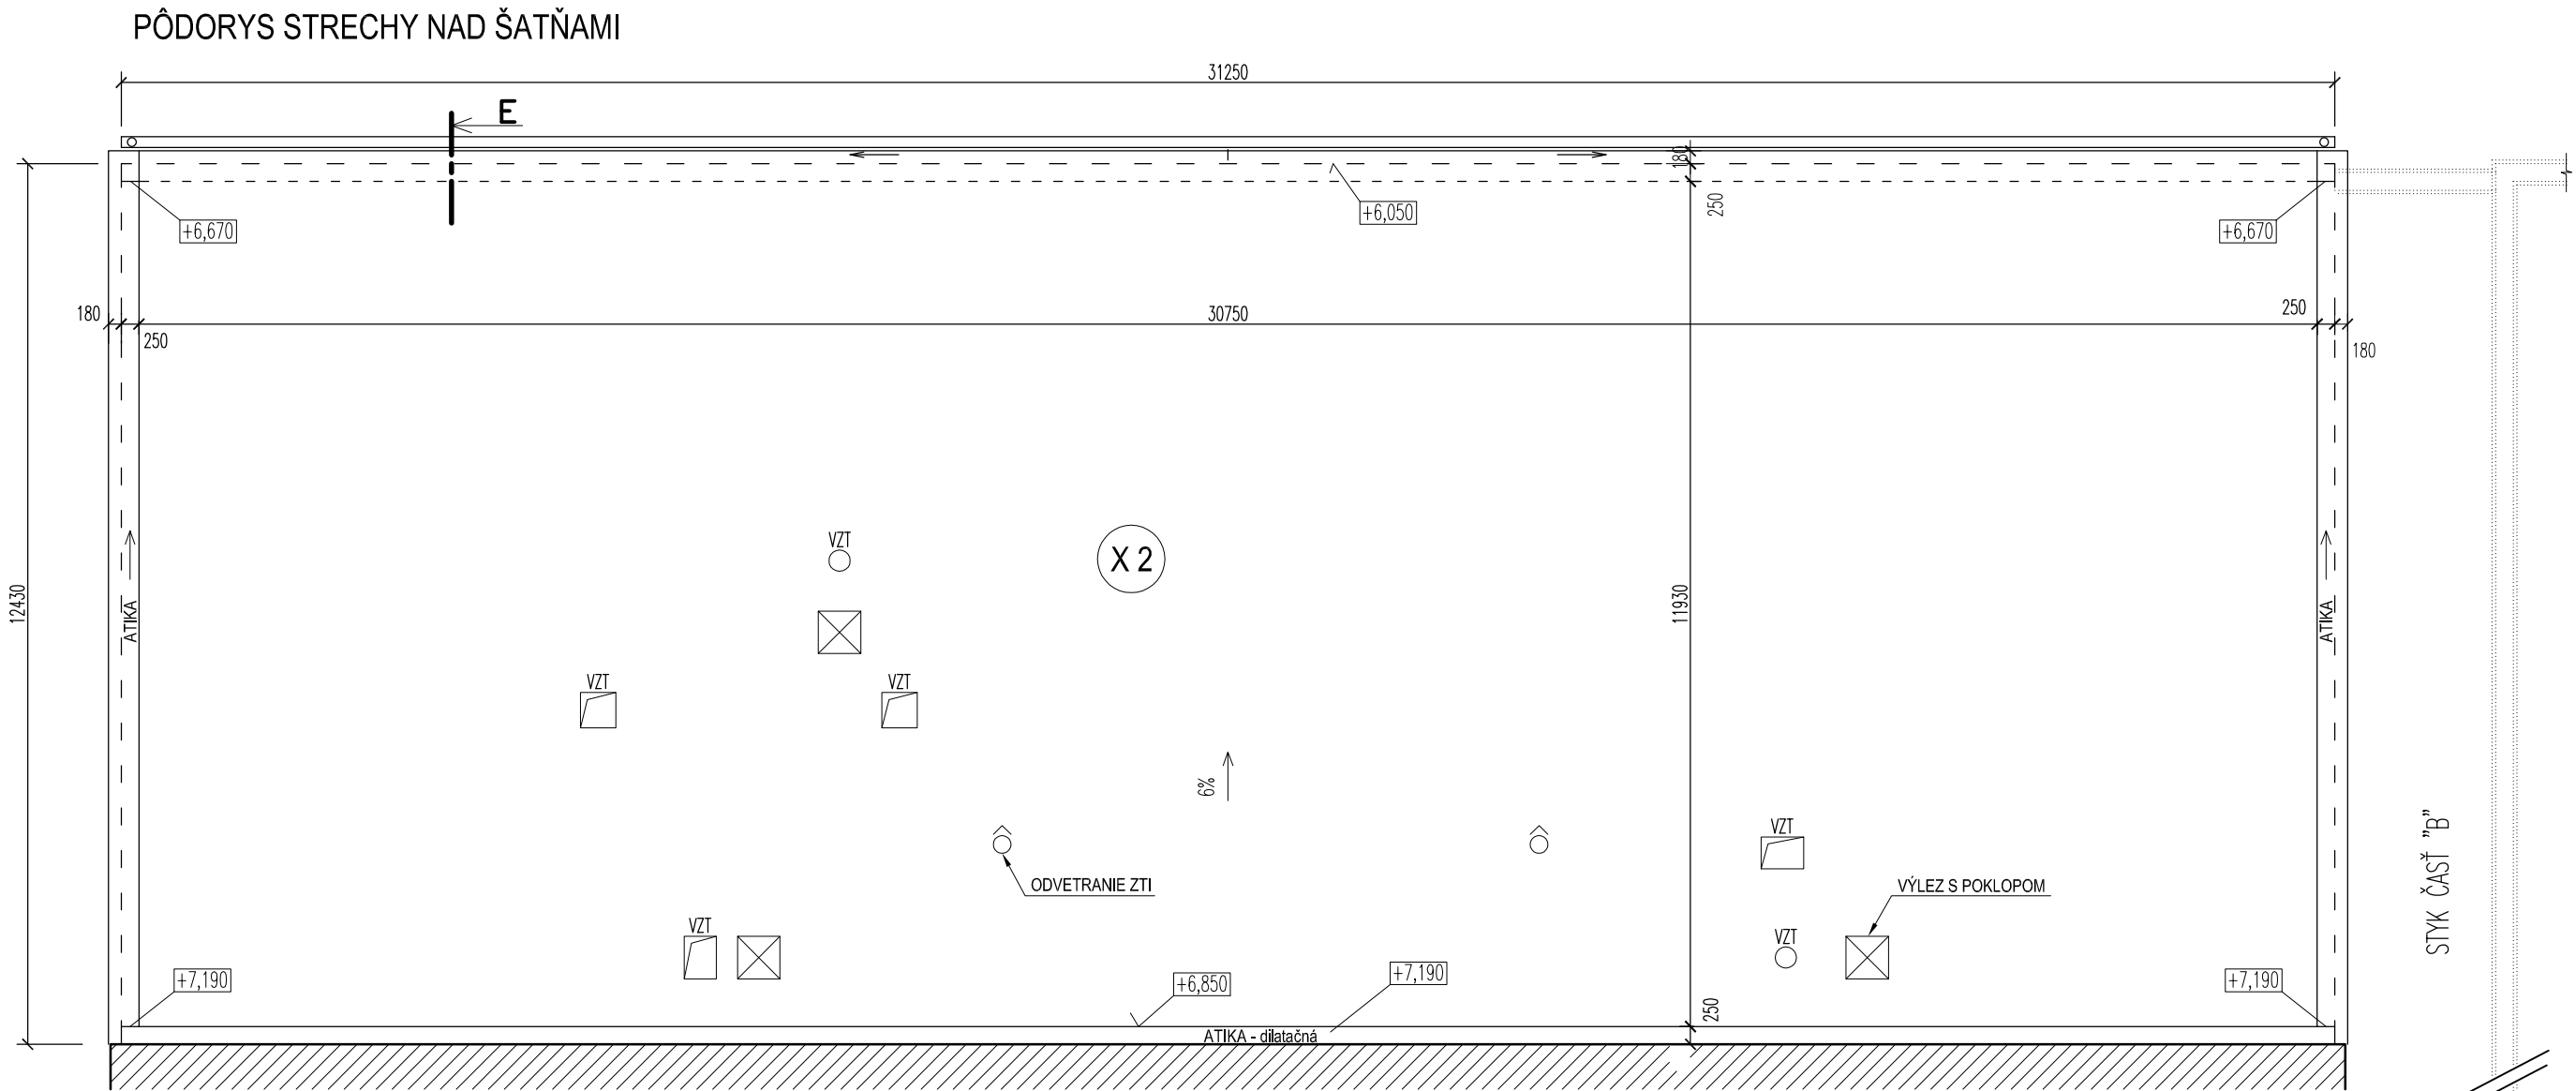 PÔDORYS STRECHY NAD ŠATŇAMI
31250
E
180
250
+6,670
+6,050
+6,670
180
250
30750
250
180
12430
ATIKA
VZT
X 2
11930
ATIKA
VZT
VZT
6%
VZT
ODVETRANIE ZTI
VÝLEZ S POKLOPOM
STYK ČASŤ "B"
VZT
VZT
+7,190
+6,850
+7,190
+7,190
250
ATIKA - dilatačná